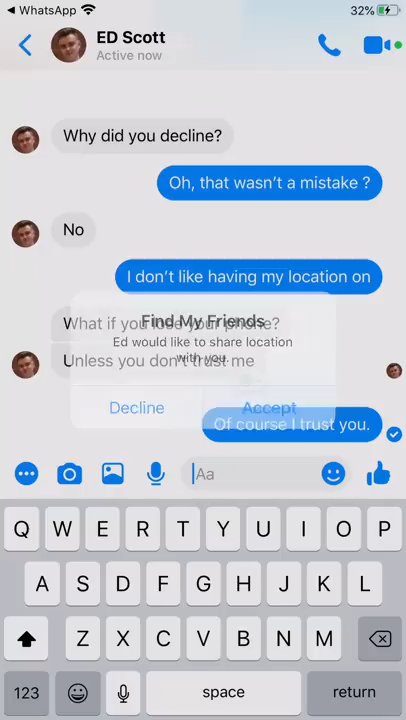 WhatsApp
32%
ED Scott
Active now
Why did you decline?
Oh, that wasn't a mistake ?
No
I don't like having my location on
What if you lose your phone?
Find My Friends
Ed would like to share location
with you.
Unless you don't trust me
Decline
Accept
Of course I trust you.
Aa
Q W E R T Y U I O P
A S D F G H J K L
Z X C V B N M
123
space
return